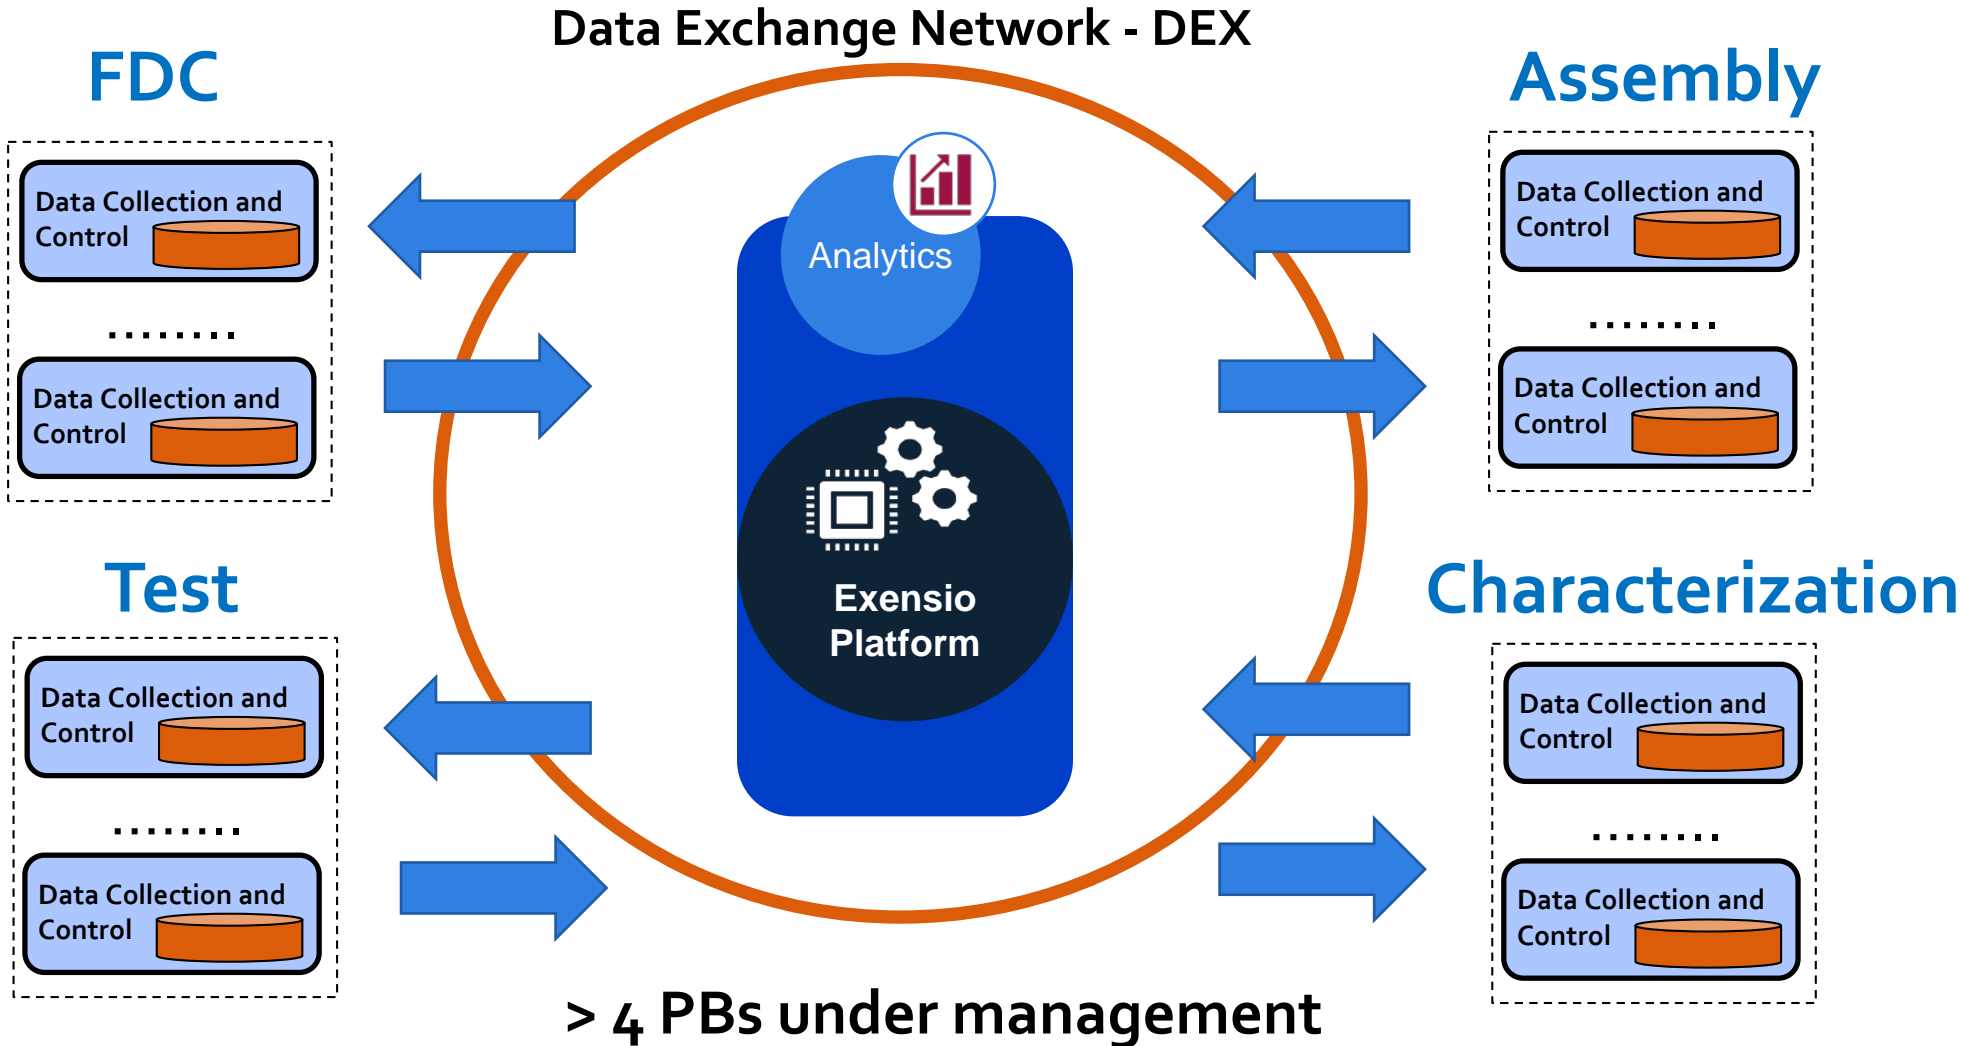 Data Exchange Network - DEX
FDC
Data Collection and
Control
........
Data Collection and
Control
Assembly
Data Collection and
Control
........
Data Collection and
Control
Analytics
Exensio
Platform
Test
Data Collection and
Control
........
Data Collection and
Control
Characterization
Data Collection and
Control
........
Data Collection and
Control
> 4 PBs under management